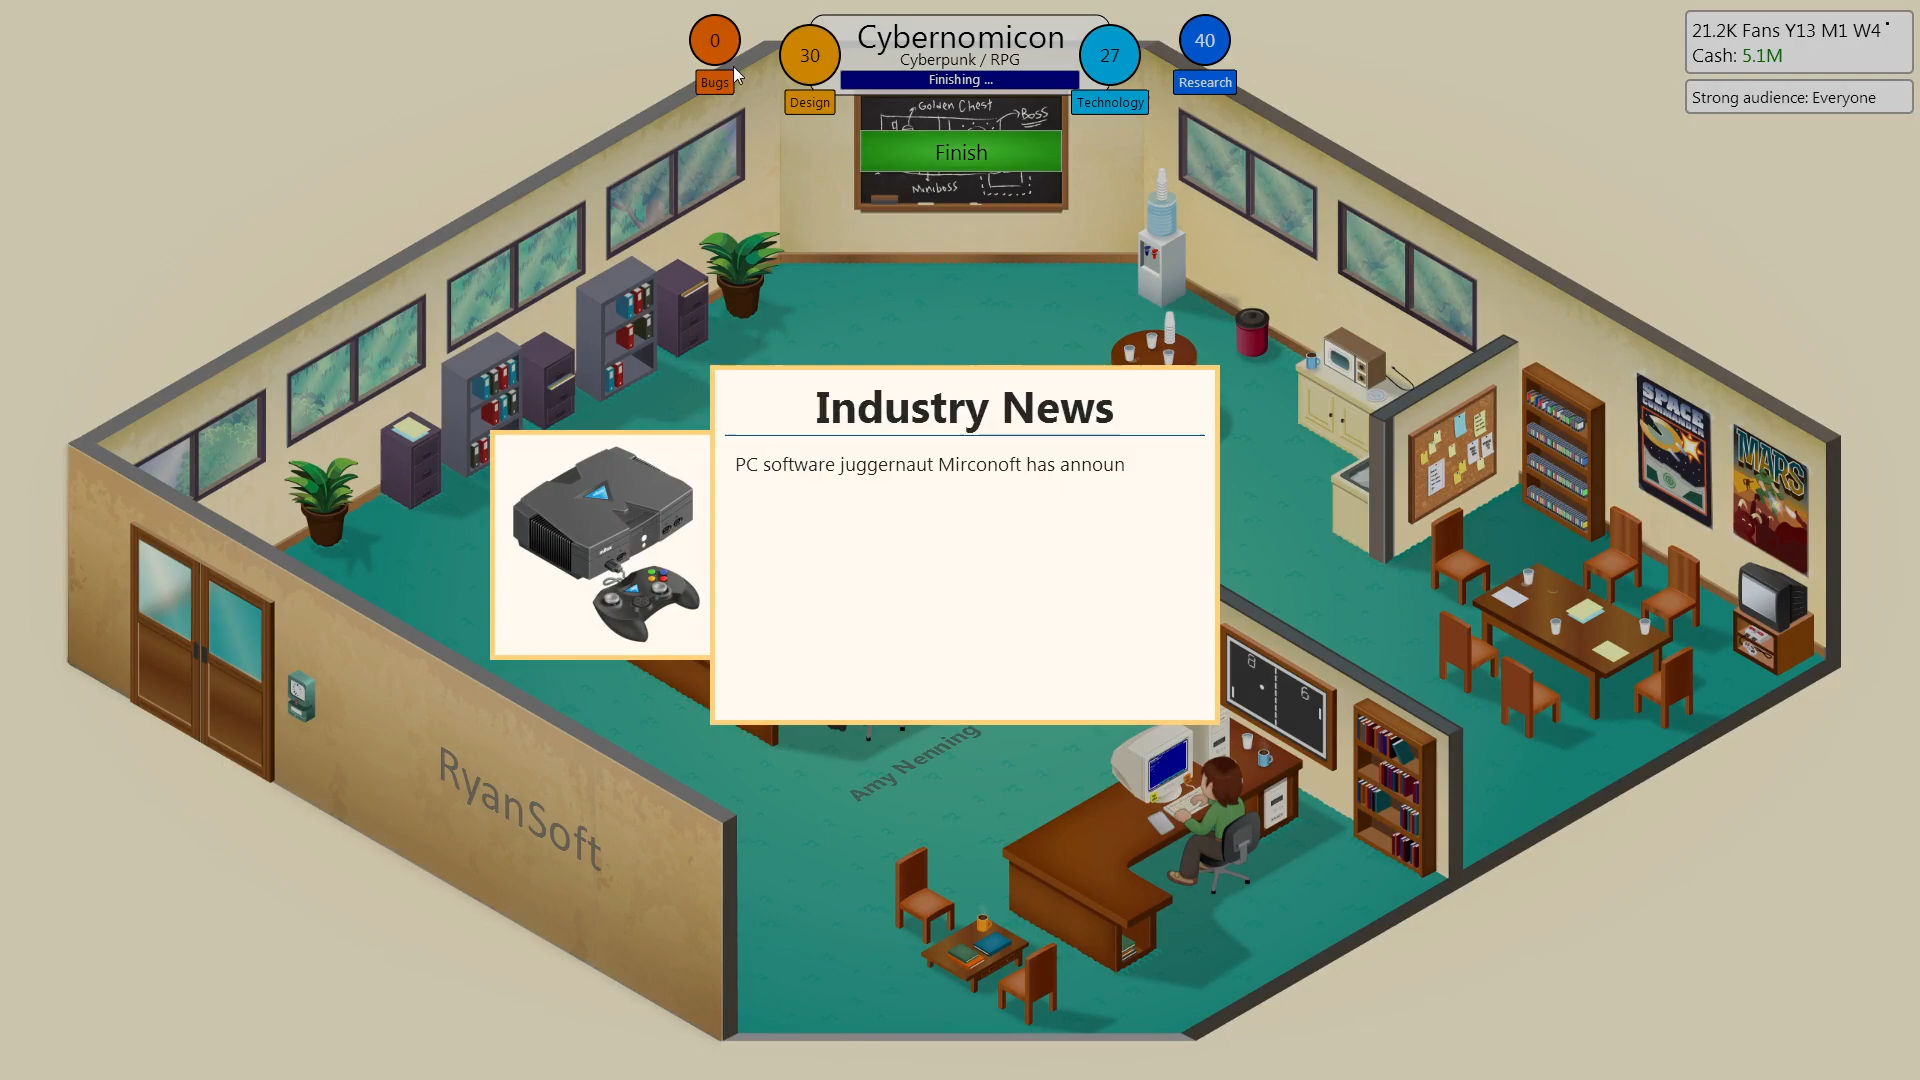 0
Bugs
30
Design
Cybernomicon
Cyberpunk / RPG
Finishing ...
27
Technology
40
Research
21.2K Fans Y13 M1 W4
Cash: 5.1M
Strong audience: Everyone
Golden Chest
Boss
Finish
Miniboss
Industry News
PC software juggernaut Mirconoft has announ
SPACE
MARS
6
Amy Nenning
RyanSoft